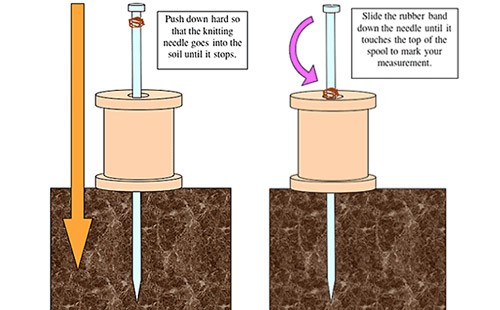 Push down hard so
that the knitting
needle goes into the
soil until it stops.
Slide the rubber band
down the needle until it
touches the top of the
spool to mark your
measurement.